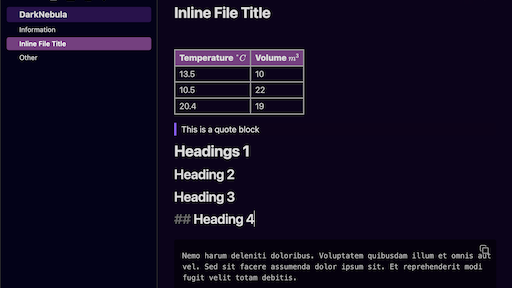 DarkNebula
Information
Inline File Title
Other
Inline File Title
Temperature °C Volume m³
13.5 10
10.5 22
20.4 19
This is a quote block
Headings 1
Heading 2
Heading 3
## Heading 4
Nemo harum deleniti doloribus. Voluptatem quibusdam illum et omnis aut
vel. Sed sit facere assumenda dolor ipsum sit. Et reprehenderit modi
fugit velit totam debitis.